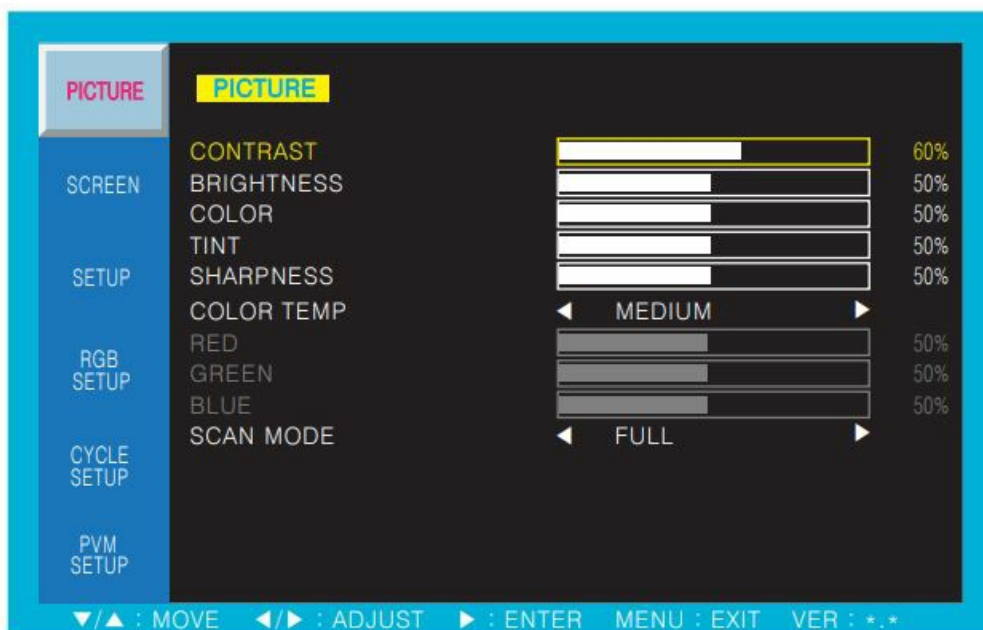 PICTURE
SCREEN
SETUP
RGB
SETUP
CYCLE
SETUP
PVM
SETUP
PICTURE
CONTRAST 60%
BRIGHTNESS 50%
COLOR 50%
TINT 50%
SHARPNESS 50%
COLOR TEMP ◀ MEDIUM ▶
RED 50%
GREEN 50%
BLUE 50%
SCAN MODE ◀ FULL ▶
▼/▲ : MOVE ◀/▶ : ADJUST ▶ : ENTER MENU : EXIT VER : *.*